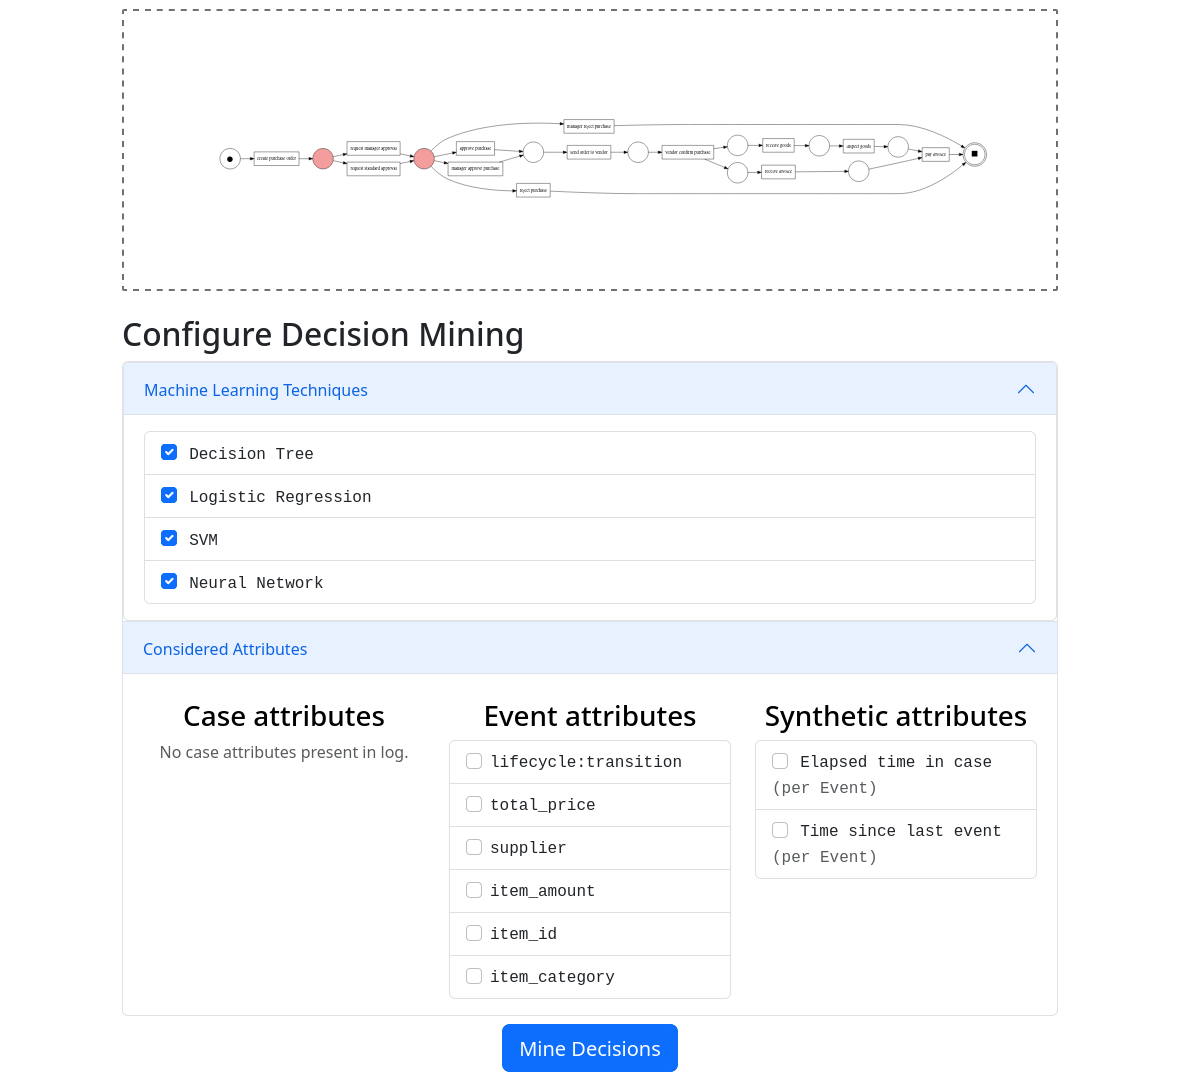 manager reject purchase
request manager approval
approve purchase
receive goods
inspect goods
create purchase order
send order to vendor
vendor confirm purchase
pay invoice
request standard approval
manager approve purchase
receive invoice
reject purchase
Configure Decision Mining
Machine Learning Techniques
Decision Tree
Logistic Regression
SVM
Neural Network
Considered Attributes
Case attributes
No case attributes present in log.
Event attributes
lifecycle:transition
total_price
supplier
item_amount
item_id
item_category
Synthetic attributes
Elapsed time in case
(per Event)
Time since last event
(per Event)
Mine Decisions